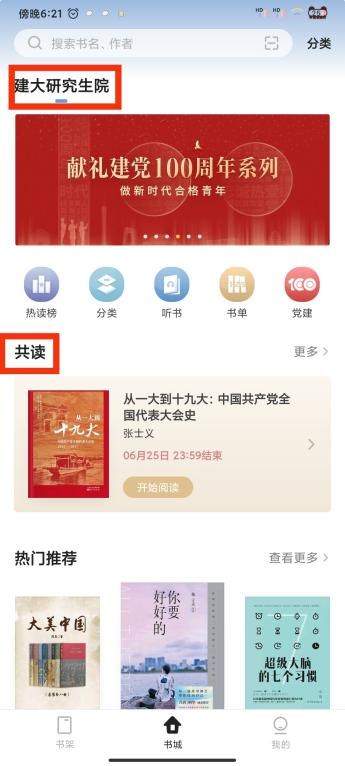 傍晚6:21
搜索书名、作者
分类
建大研究生院
献礼建党100周年系列
做新时代合格青年
热读榜
分类
听书
书单
100
党建
共读
更多
从一大到
十九大
从一大到十九大：中国共产党全
国代表大会史
张士义
06月25日 23:59结束
开始阅读
热门推荐
查看更多
大美中国
你要
好好的
7
超级大脑
的七个习惯
书架
书城
我的